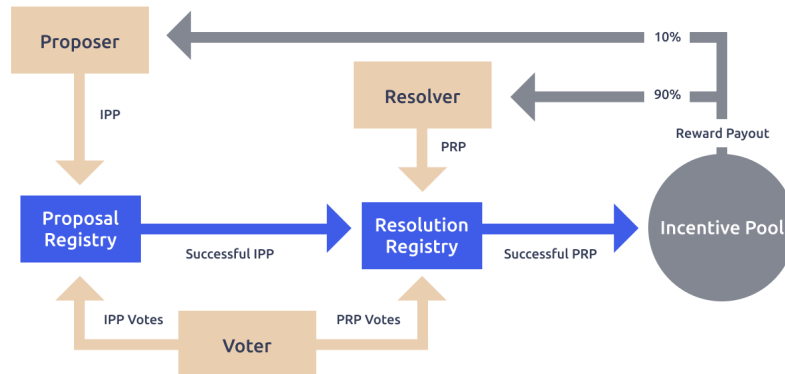 Proposer
10%
Resolver
90%
IPP
Reward Payout
PRP
Proposal
Registry
Resolution
Registry
Incentive Pool
Successful IPP
Successful PRP
IPP Votes
PRP Votes
Voter